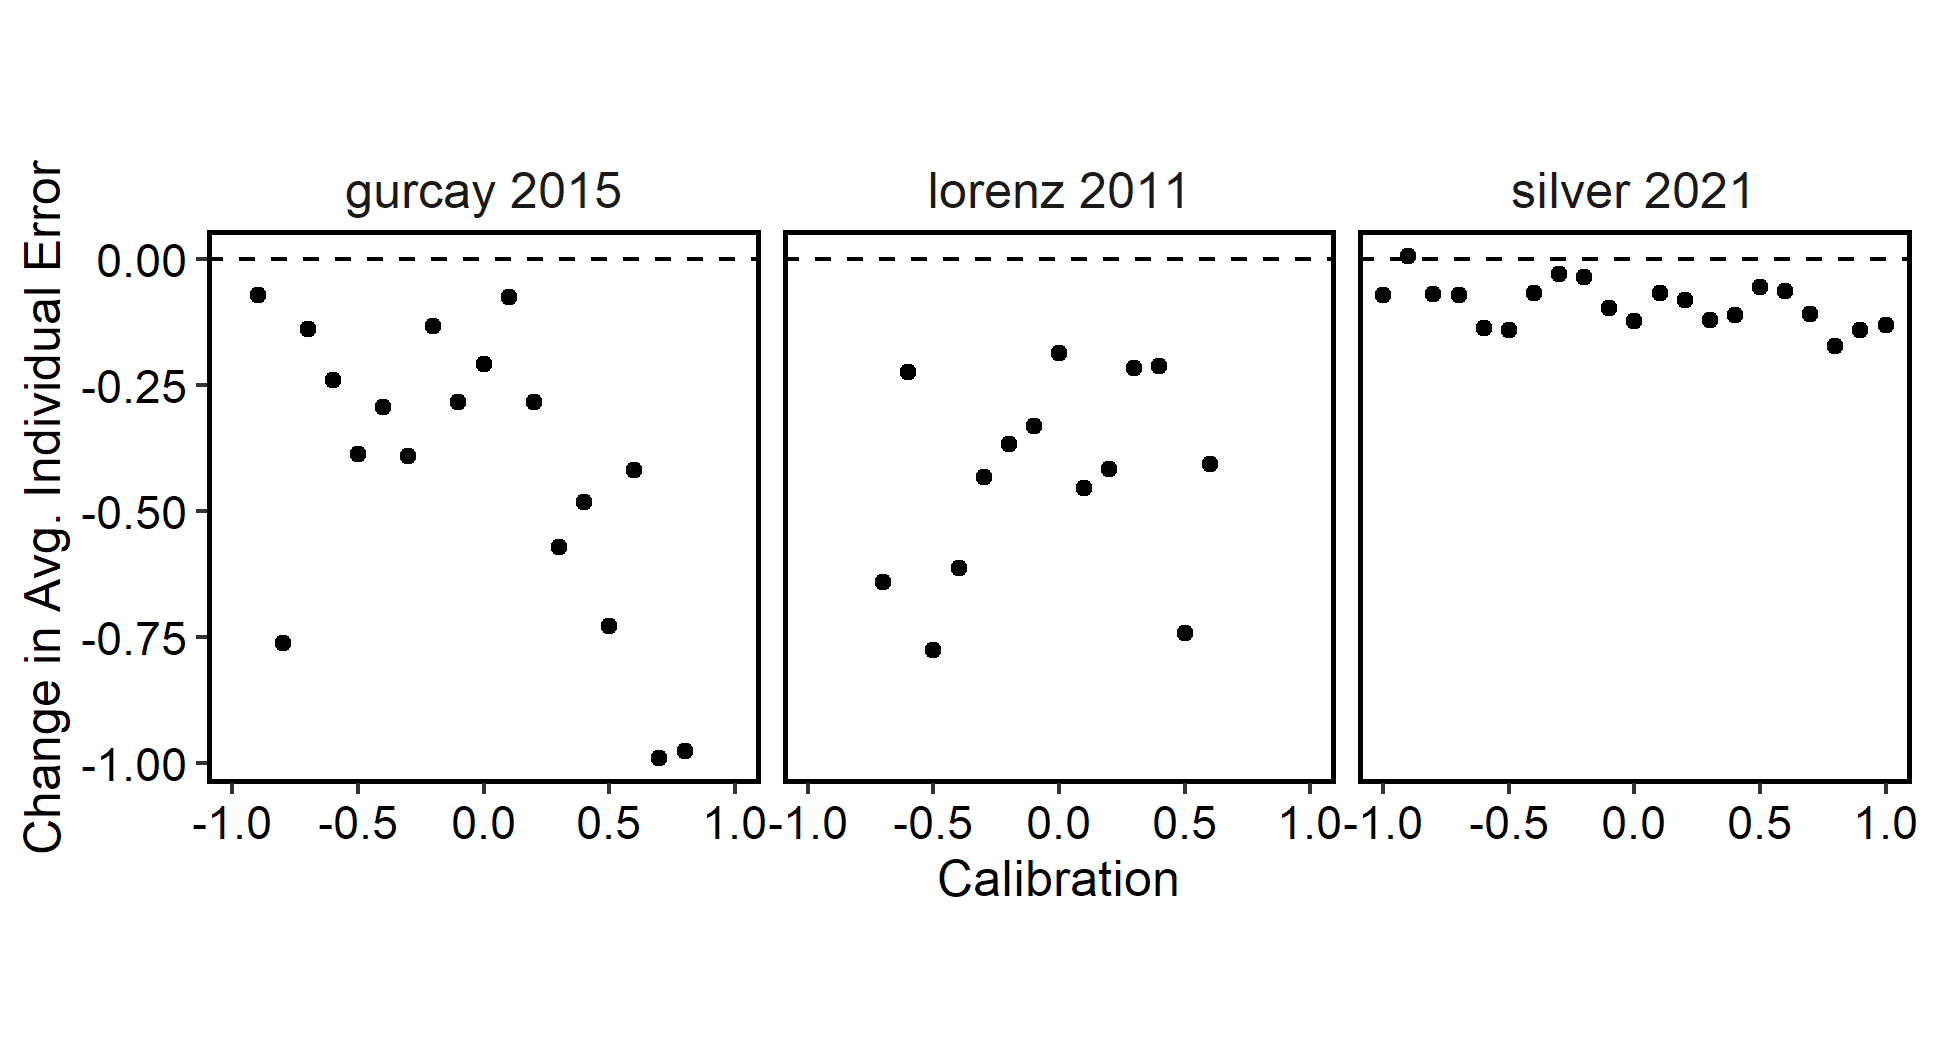 gurcay 2015
lorenz 2011
silver 2021
Change in Avg. Individual Error
0.00
-0.25
-0.50
-0.75
-1.00
-1.0 -0.5 0.0 0.5 1.0
-1.0 -0.5 0.0 0.5 1.0
-1.0 -0.5 0.0 0.5 1.0
Calibration